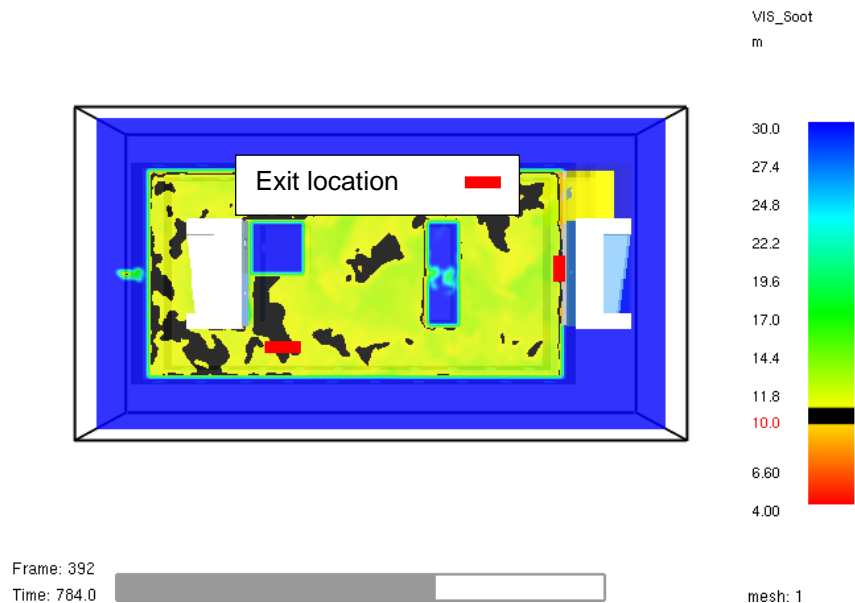 VIS_Soot
m
Exit location
30.0
27.4
24.8
22.2
19.6
17.0
14.4
11.8
10.0
6.60
4.00
Frame: 392
Time: 784.0
mesh: 1